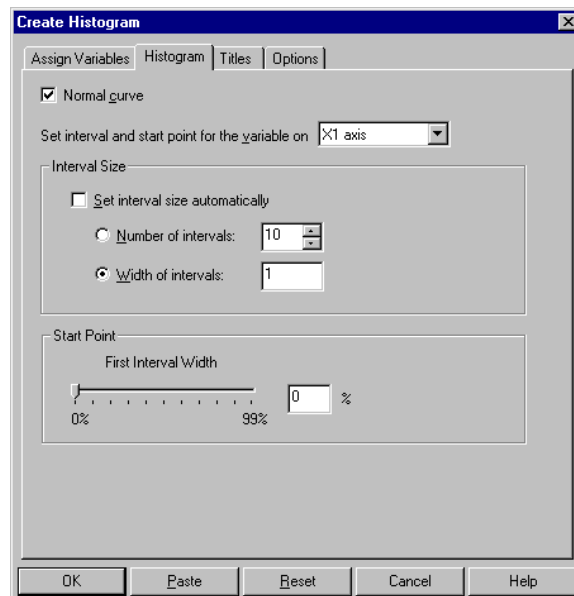 Create Histogram
Assign Variables Histogram Titles Options
Normal curve
Set interval and start point for the variable on X1 axis
Interval Size
Set interval size automatically
Number of intervals: 10
Width of intervals: 1
Start Point
First Interval Width
0 %
0% 99%
OK Paste Reset Cancel Help